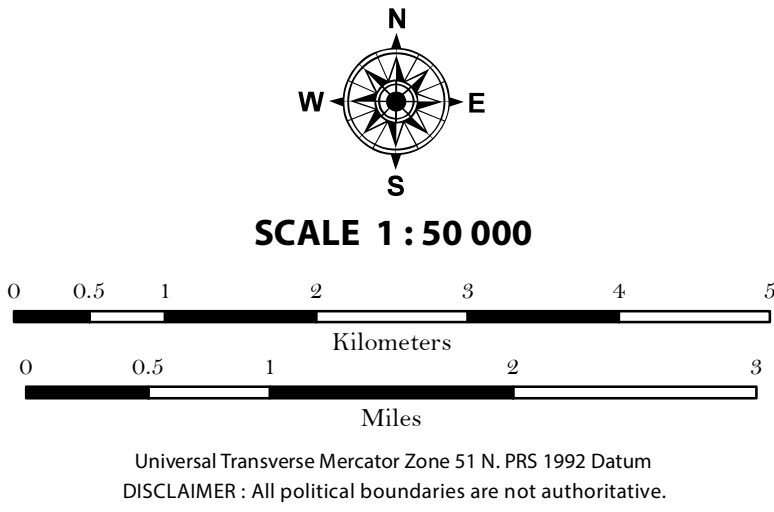 N
W E
S
SCALE 1 : 50 000
0 0.5 1 2 3 4 5
Kilometers
0 0.5 1 2 3
Miles
Universal Transverse Mercator Zone 51 N. PRS 1992 Datum
DISCLAIMER : All political boundaries are not authoritative.